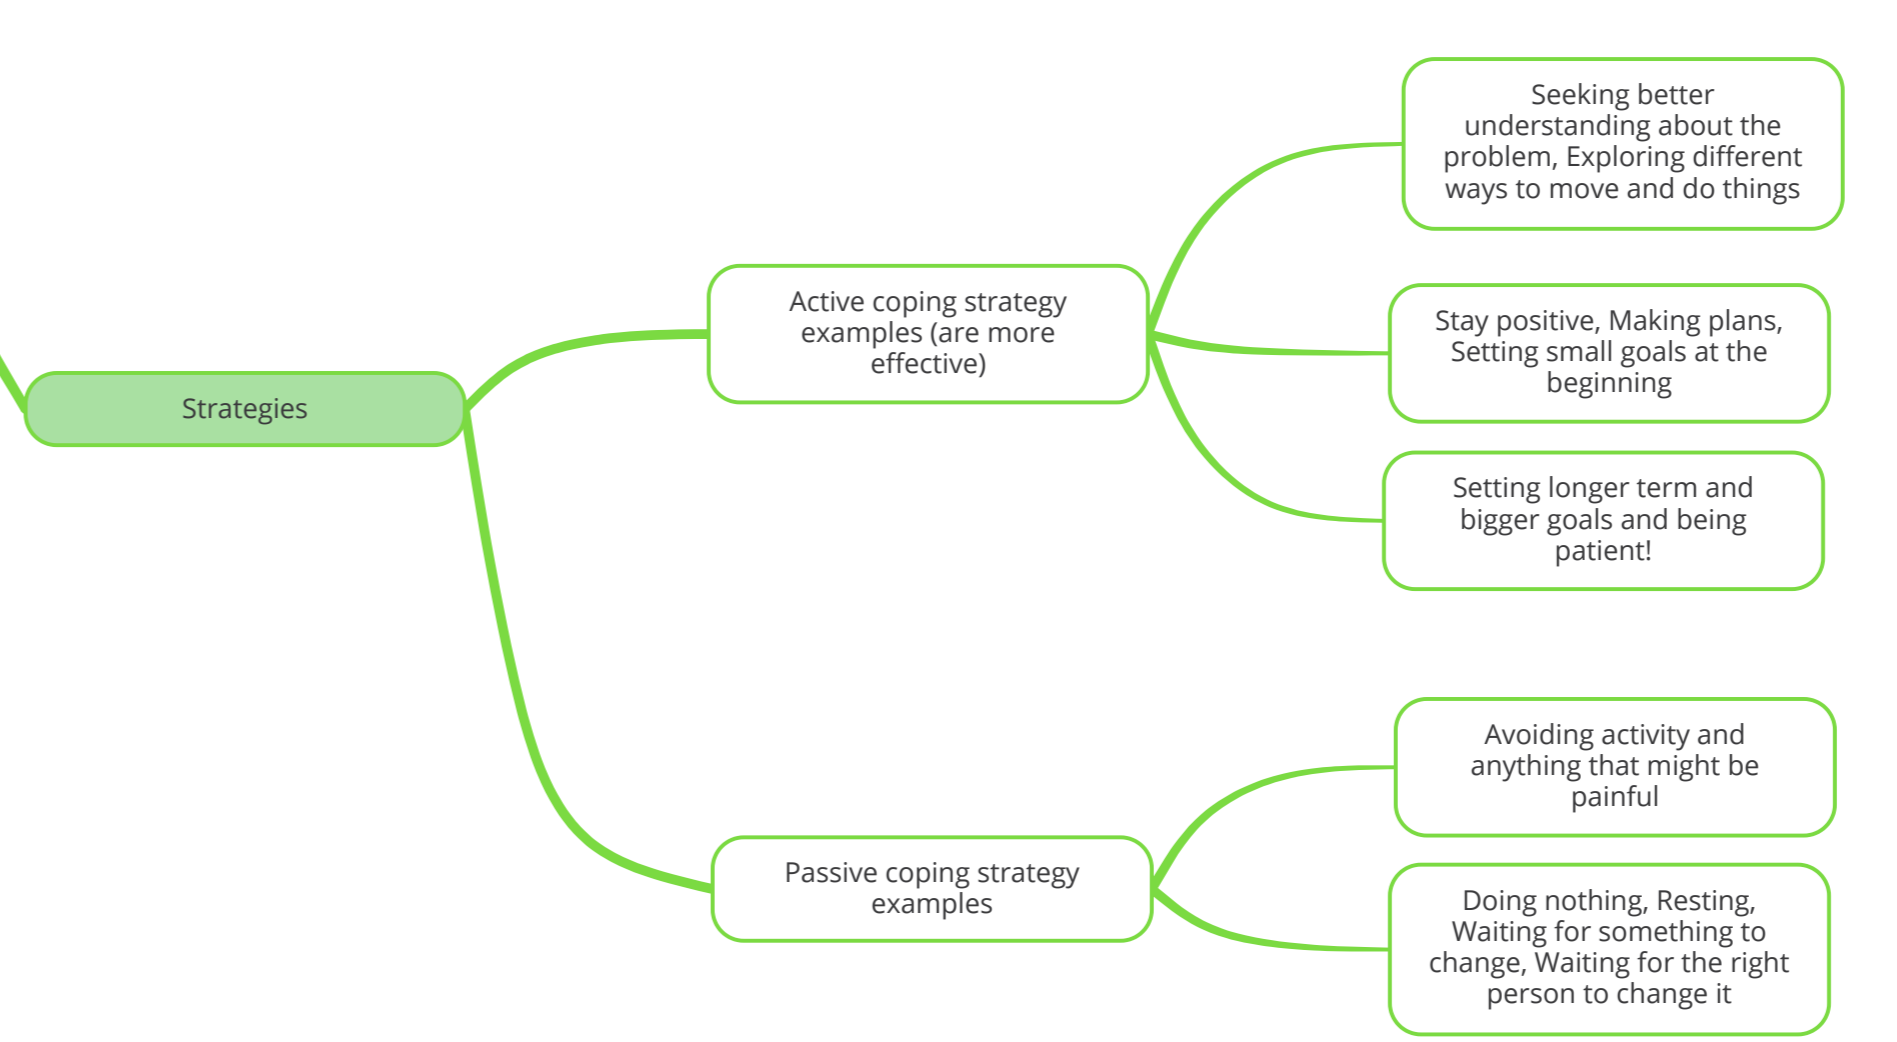 Strategies
Active coping strategy
examples (are more
effective)
Seeking better
understanding about the
problem, Exploring different
ways to move and do things
Stay positive, Making plans,
Setting small goals at the
beginning
Setting longer term and
bigger goals and being
patient!
Passive coping strategy
examples
Avoiding activity and
anything that might be
painful
Doing nothing, Resting,
Waiting for something to
change, Waiting for the right
person to change it